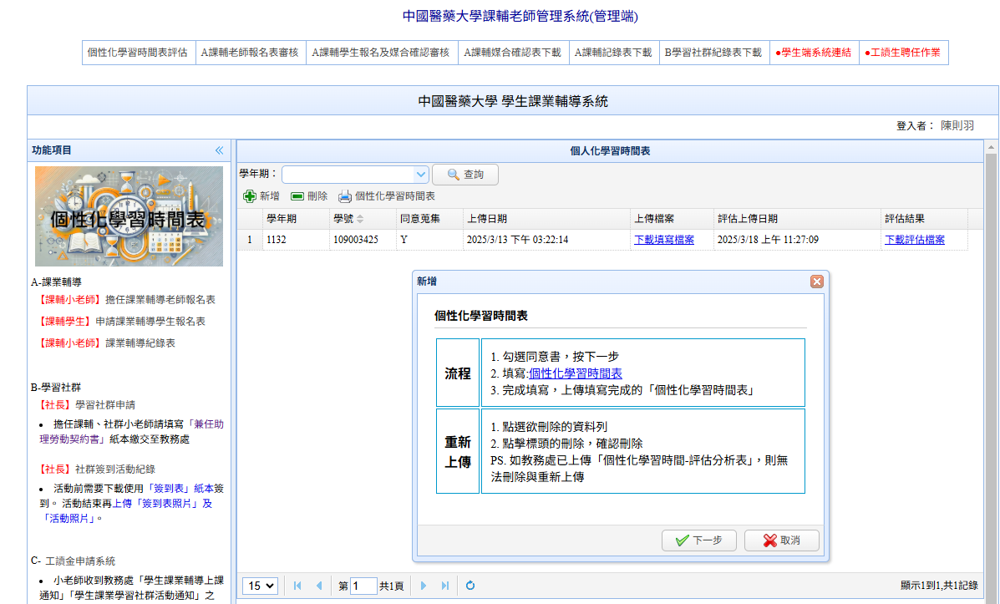 中國醫藥大學課輔老師管理系統(管理端)
個性化學習時間表評估 A課輔老師報名表審核 A課輔學生報名及媒合確認審核 A課輔媒合確認表下載 A課輔記錄表下載 B學習社群紀錄表下載 ●學生端系統連結 ●工讀生聘任作業
中國醫藥大學 學生課業輔導系統
登入者： 陳則羽
功能項目
個性化學習時間表
A-課業輔導
【課輔小老師】擔任課業輔導老師報名表
【課輔學生】申請課業輔導學生報名表
【課輔小老師】課業輔導紀錄表
B-學習社群
【社長】學習社群申請
• 擔任課輔、社群小老師請填寫「兼任助
理勞動契約書」紙本繳交至教務處
【社長】社群簽到活動紀錄
• 活動前需要下載使用「簽到表」紙本簽
到。 活動結束再上傳「簽到表照片」及
「活動照片」。
C- 工讀金申請系統
• 小老師收到教務處「學生課業輔導上課
通知」「學生課業學習社群活動通知」之
個人化學習時間表
學年期： 查詢
新增 刪除 個性化學習時間表
學年期 學號 同意蒐集 上傳日期 上傳檔案 評估上傳日期 評估結果
1 1132 109003425 Y 2025/3/13 下午 03:22:14 下載填寫檔案 2025/3/18 上午 11:27:09 下載評估檔案
新增
個性化學習時間表
流程
1. 勾選同意書，按下一步
2. 填寫:個性化學習時間表
3. 完成填寫，上傳填寫完成的「個性化學習時間表」
重新
上傳
1. 點選欲刪除的資料列
2. 點擊標頭的刪除，確認刪除
PS. 如教務處已上傳「個性化學習時間-評估分析表」，則無
法刪除與重新上傳
下一步 取消
15 第 1 共1頁 顯示1到1,共1記錄